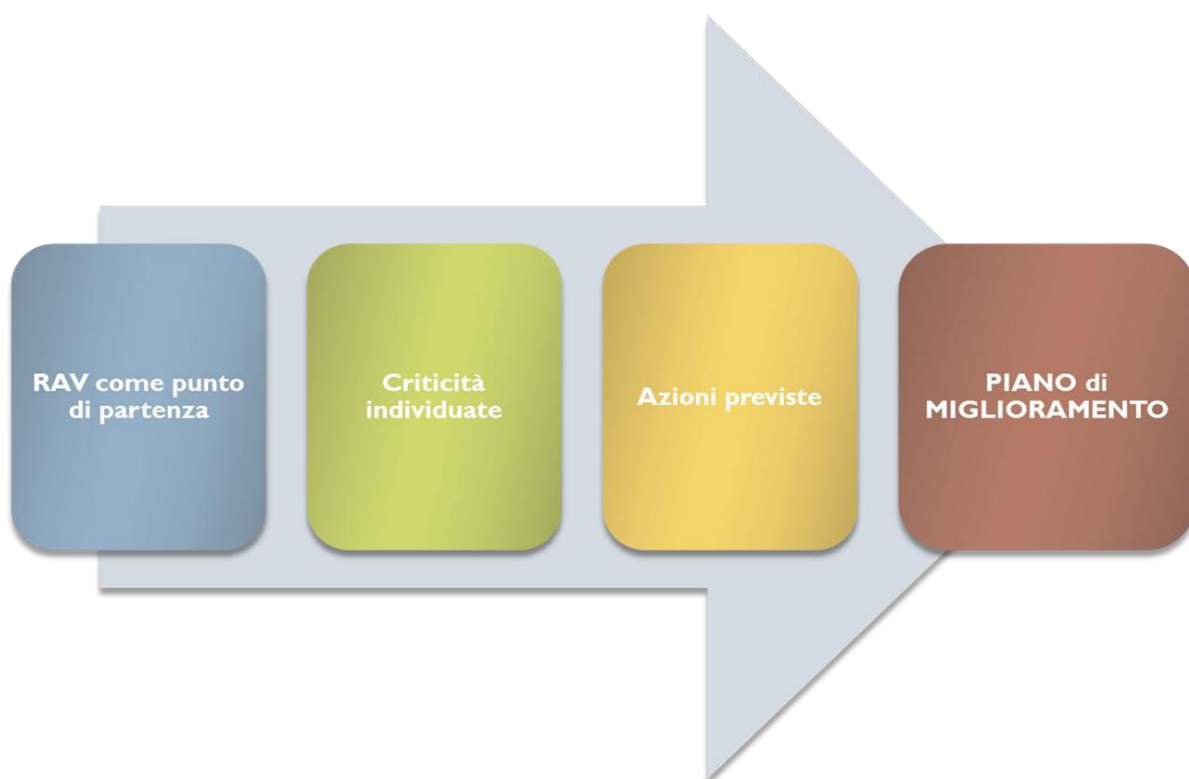 RAV come punto
di partenza
Criticità
individuate
Azioni previste
PIANO di
MIGLIORAMENTO